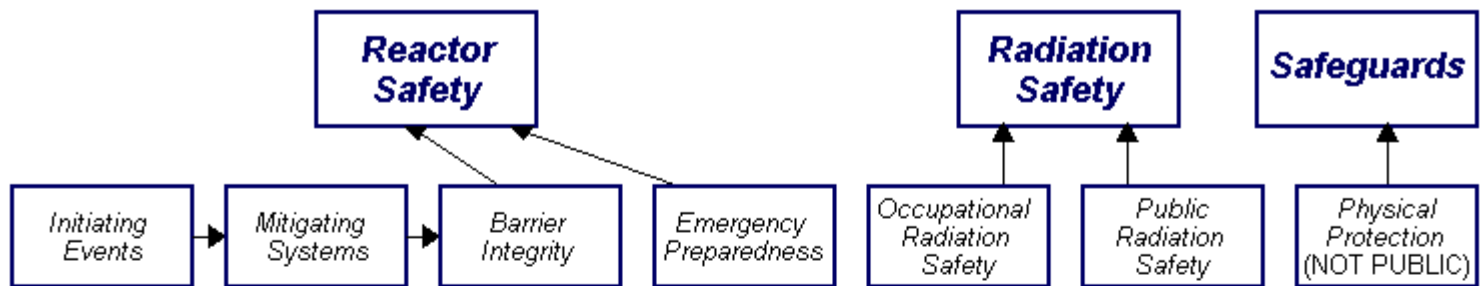 Reactor
Safety
Radiation
Safety
Safeguards
Initiating
Events
Mitigating
Systems
Barrier
Integrity
Emergency
Preparedness
Occupational
Radiation
Safety
Public
Radiation
Safety
Physical
Protection
(NOT PUBLIC)